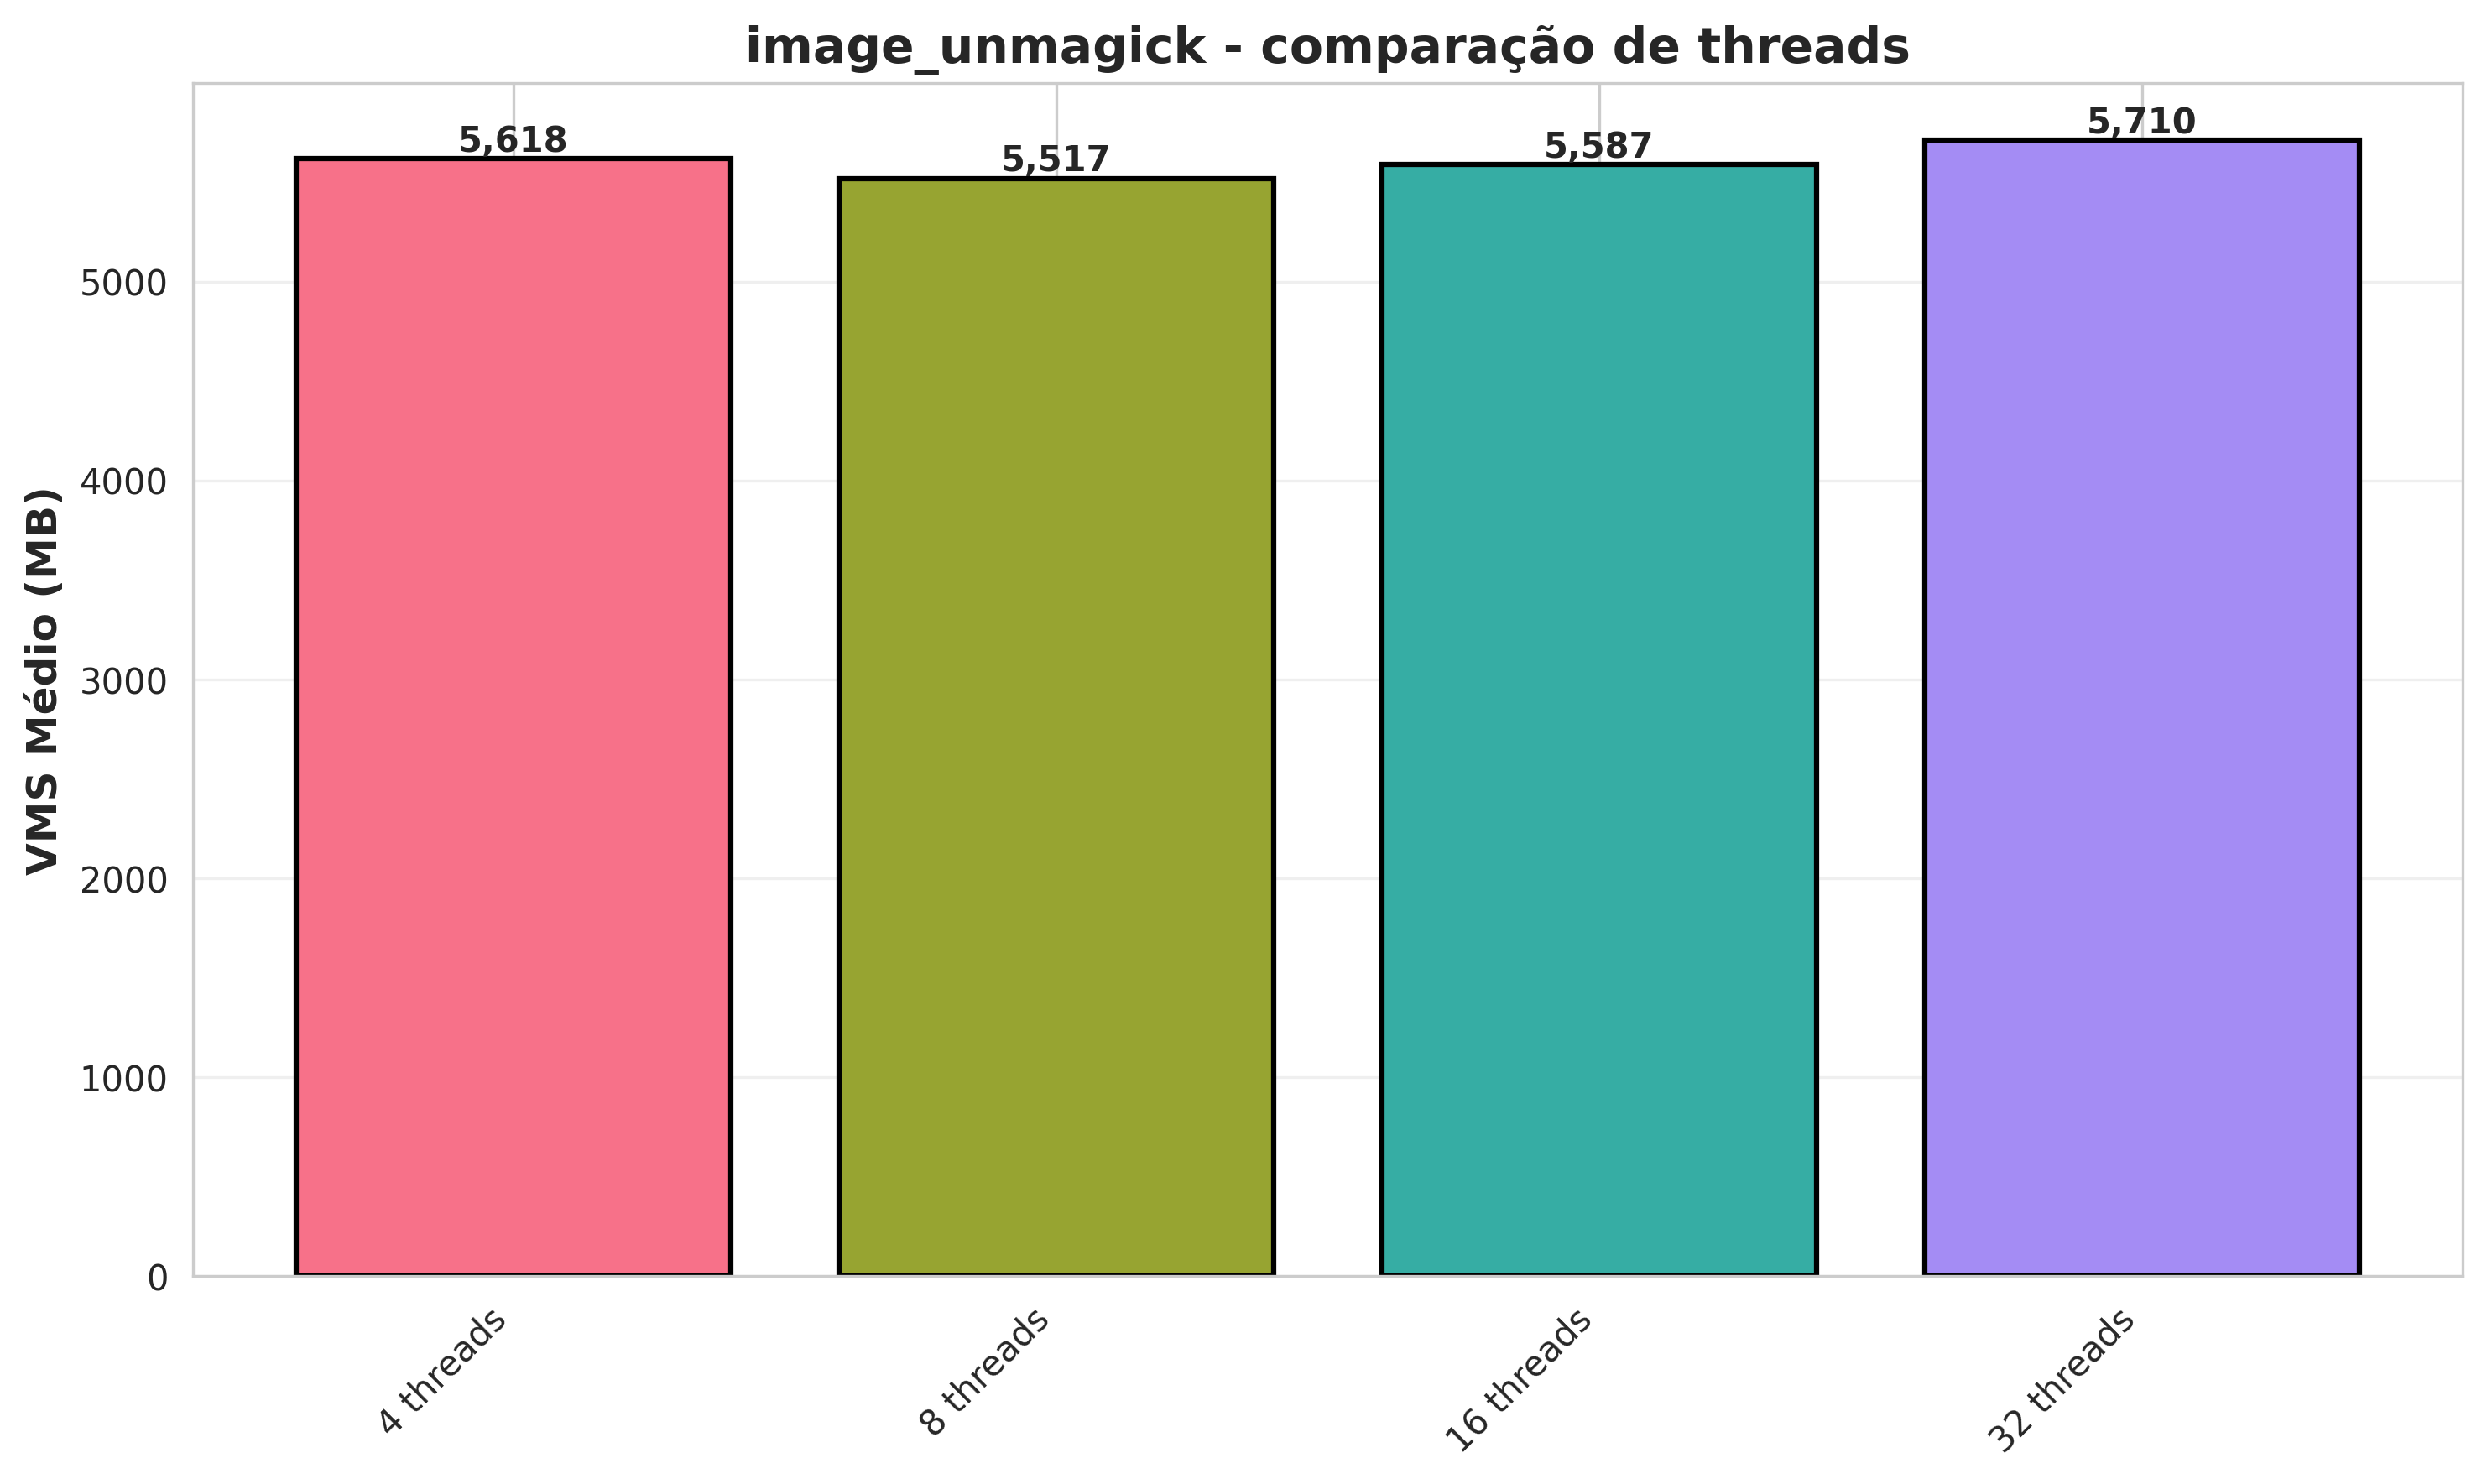 image_unmagick - comparação de threads
VMS Médio (MB)
5,618
5,517
5,587
5,710
5000
4000
3000
2000
1000
0
4 threads
8 threads
16 threads
32 threads